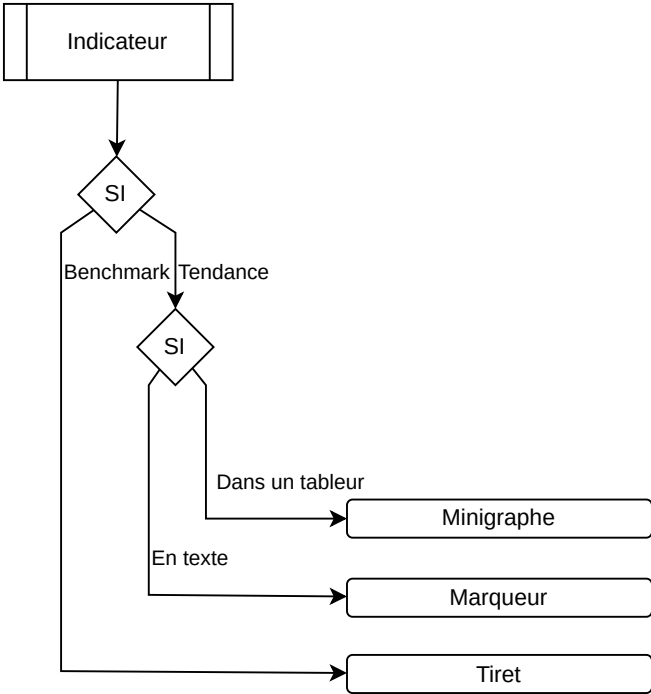 Indicateur
SI
Benchmark
Tendance
SI
Dans un tableur
Minigraphe
En texte
Marqueur
Tiret